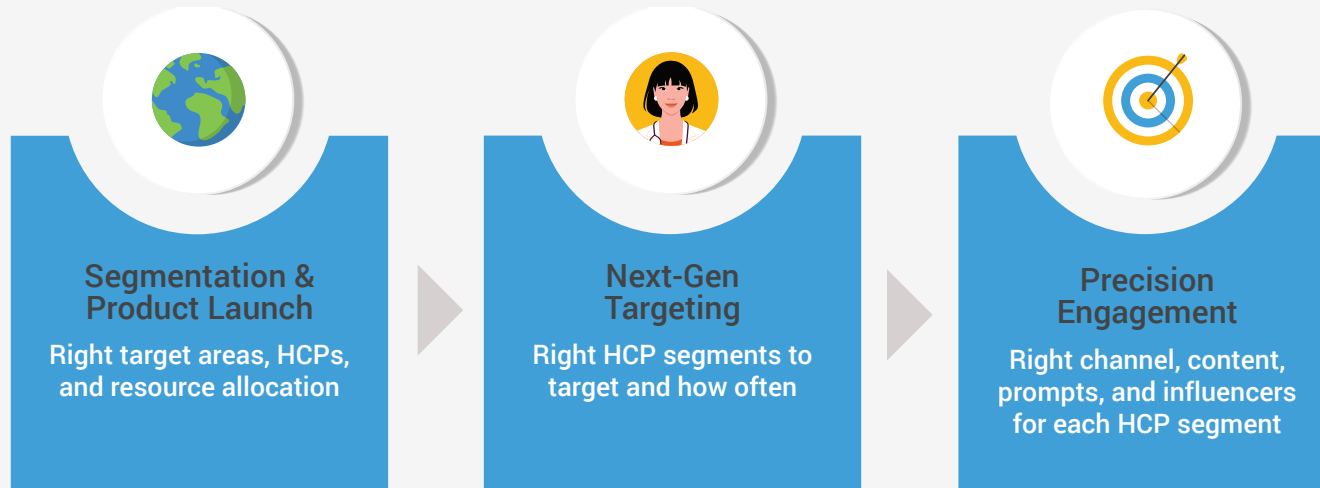 Segmentation &
Product Launch
Right target areas, HCPs,
and resource allocation
Next-Gen
Targeting
Right HCP segments to
target and how often
Precision
Engagement
Right channel, content,
prompts, and influencers
for each HCP segment